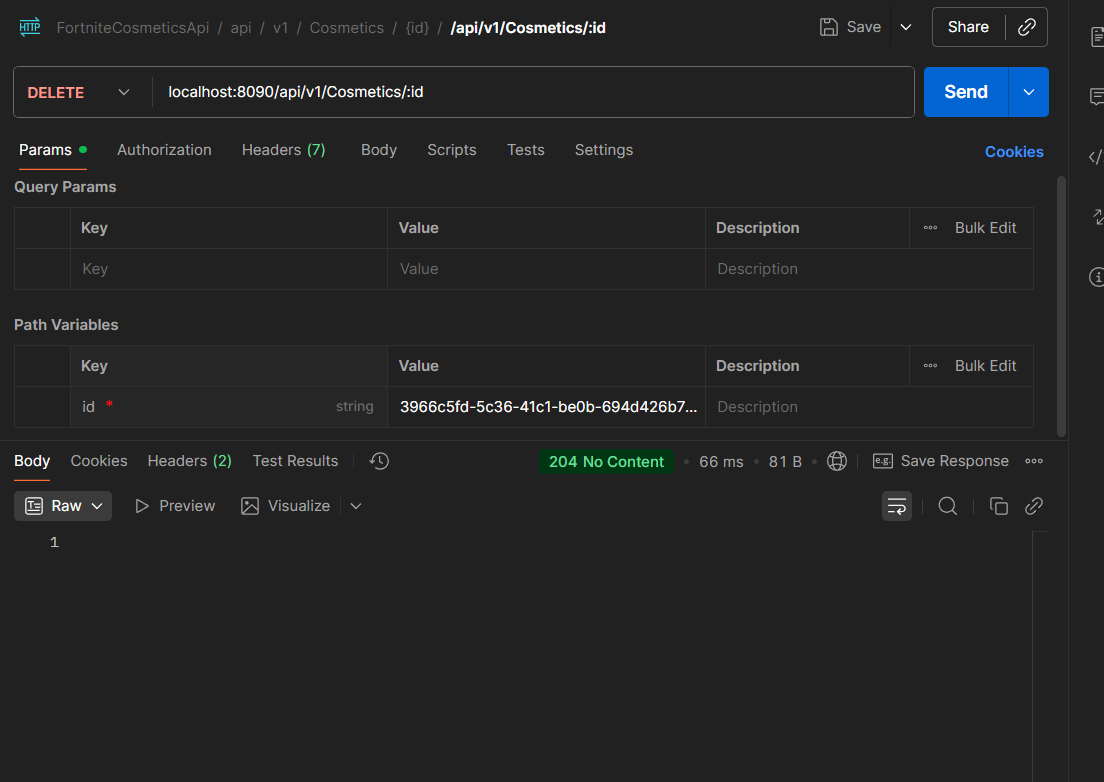 HTTP FortniteCosmeticsApi / api / v1 / Cosmetics / {id} / /api/v1/Cosmetics/:id Save Share
DELETE localhost:8090/api/v1/Cosmetics/:id Send
Params Authorization Headers (7) Body Scripts Tests Settings Cookies
Query Params
Key Value Description Bulk Edit
Key Value Description
Path Variables
Key Value Description Bulk Edit
id * string 3966c5fd-5c36-41c1-be0b-694d426b7... Description
Body Cookies Headers (2) Test Results 204 No Content 66 ms 81 B e.g. Save Response
Raw Preview Visualize
1